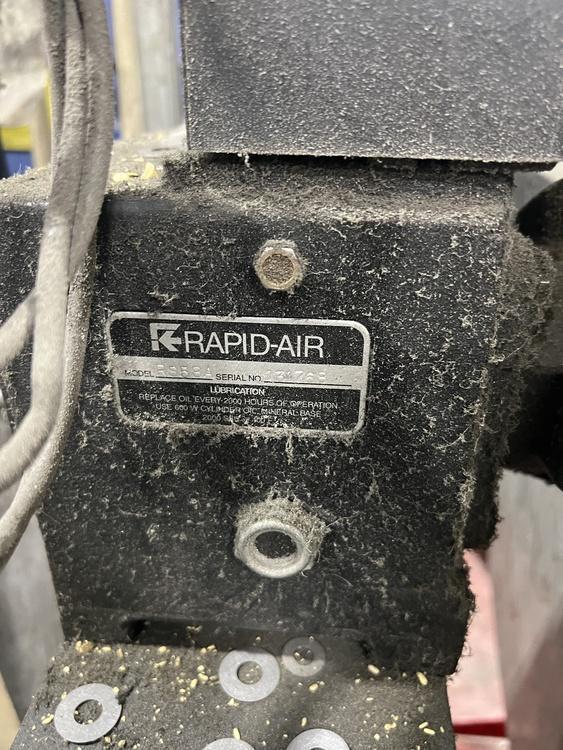 RAPID-AIR
MODEL SERIAL NO.
LUBRICATION
REPLACE OIL EVERY 2000 HOURS OF OPERATION
USE 600 W CYLINDER OIL, MINERAL BASE
2000